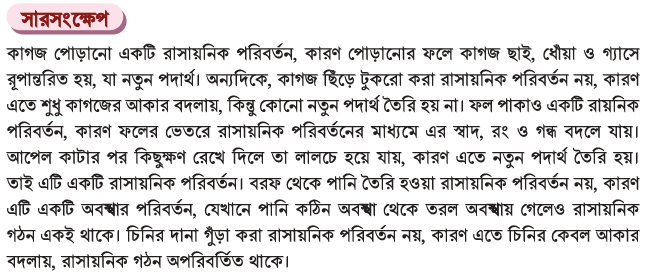 সারসংক্ষেপ
কাগজ পোড়ানো একটি রাসায়নিক পরিবর্তন, কারণ পোড়ানোর ফলে কাগজ ছাই, ধোঁয়া ও গ্যাসে
রূপান্তরিত হয়, যা নতুন পদার্থ। অন্যদিকে, কাগজ ছিঁড়ে টুকরো করা রাসায়নিক পরিবর্তন নয়, কারণ
এতে শুধু কাগজের আকার বদলায়, কিন্তু কোনো নতুন পদার্থ তৈরি হয় না। ফল পাকাও একটি রায়নিক
পরিবর্তন, কারণ ফলের ভেতরে রাসায়নিক পরিবর্তনের মাধ্যমে এর স্বাদ, রং ও গন্ধ বদলে যায়।
আপেল কাটার পর কিছুক্ষণ রেখে দিলে তা লালচে হয়ে যায়, কারণ এতে নতুন পদার্থ তৈরি হয়।
তাই এটি একটি রাসায়নিক পরিবর্তন। বরফ থেকে পানি তৈরি হওয়া রাসায়নিক পরিবর্তন নয়, কারণ
এটি একটি অবস্থার পরিবর্তন, যেখানে পানি কঠিন অবস্থা থেকে তরল অবস্থায় গেলেও রাসায়নিক
গঠন একই থাকে। চিনির দানা গুঁড়া করা রাসায়নিক পরিবর্তন নয়, কারণ এতে চিনির কেবল আকার
বদলায়, রাসায়নিক গঠন অপরিবর্তিত থাকে।